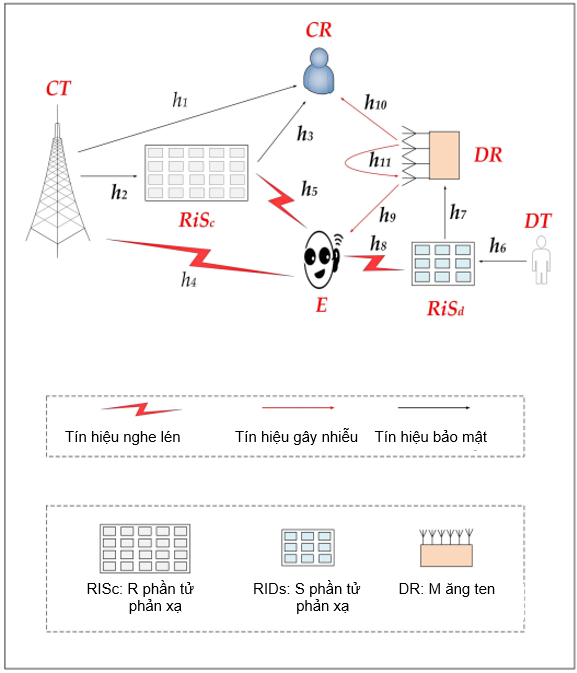 CR
CT
h1
h10
h3
h11
DR
h2
h5
RiSc
h9
h7
DT
h8
h6
h4
E
RiSd
Tín hiệu nghe lén
Tín hiệu gây nhiễu
Tín hiệu bảo mật
RISc: R phần tử
phản xạ
RIDs: S phần tử
phản xạ
DR: M ăng ten